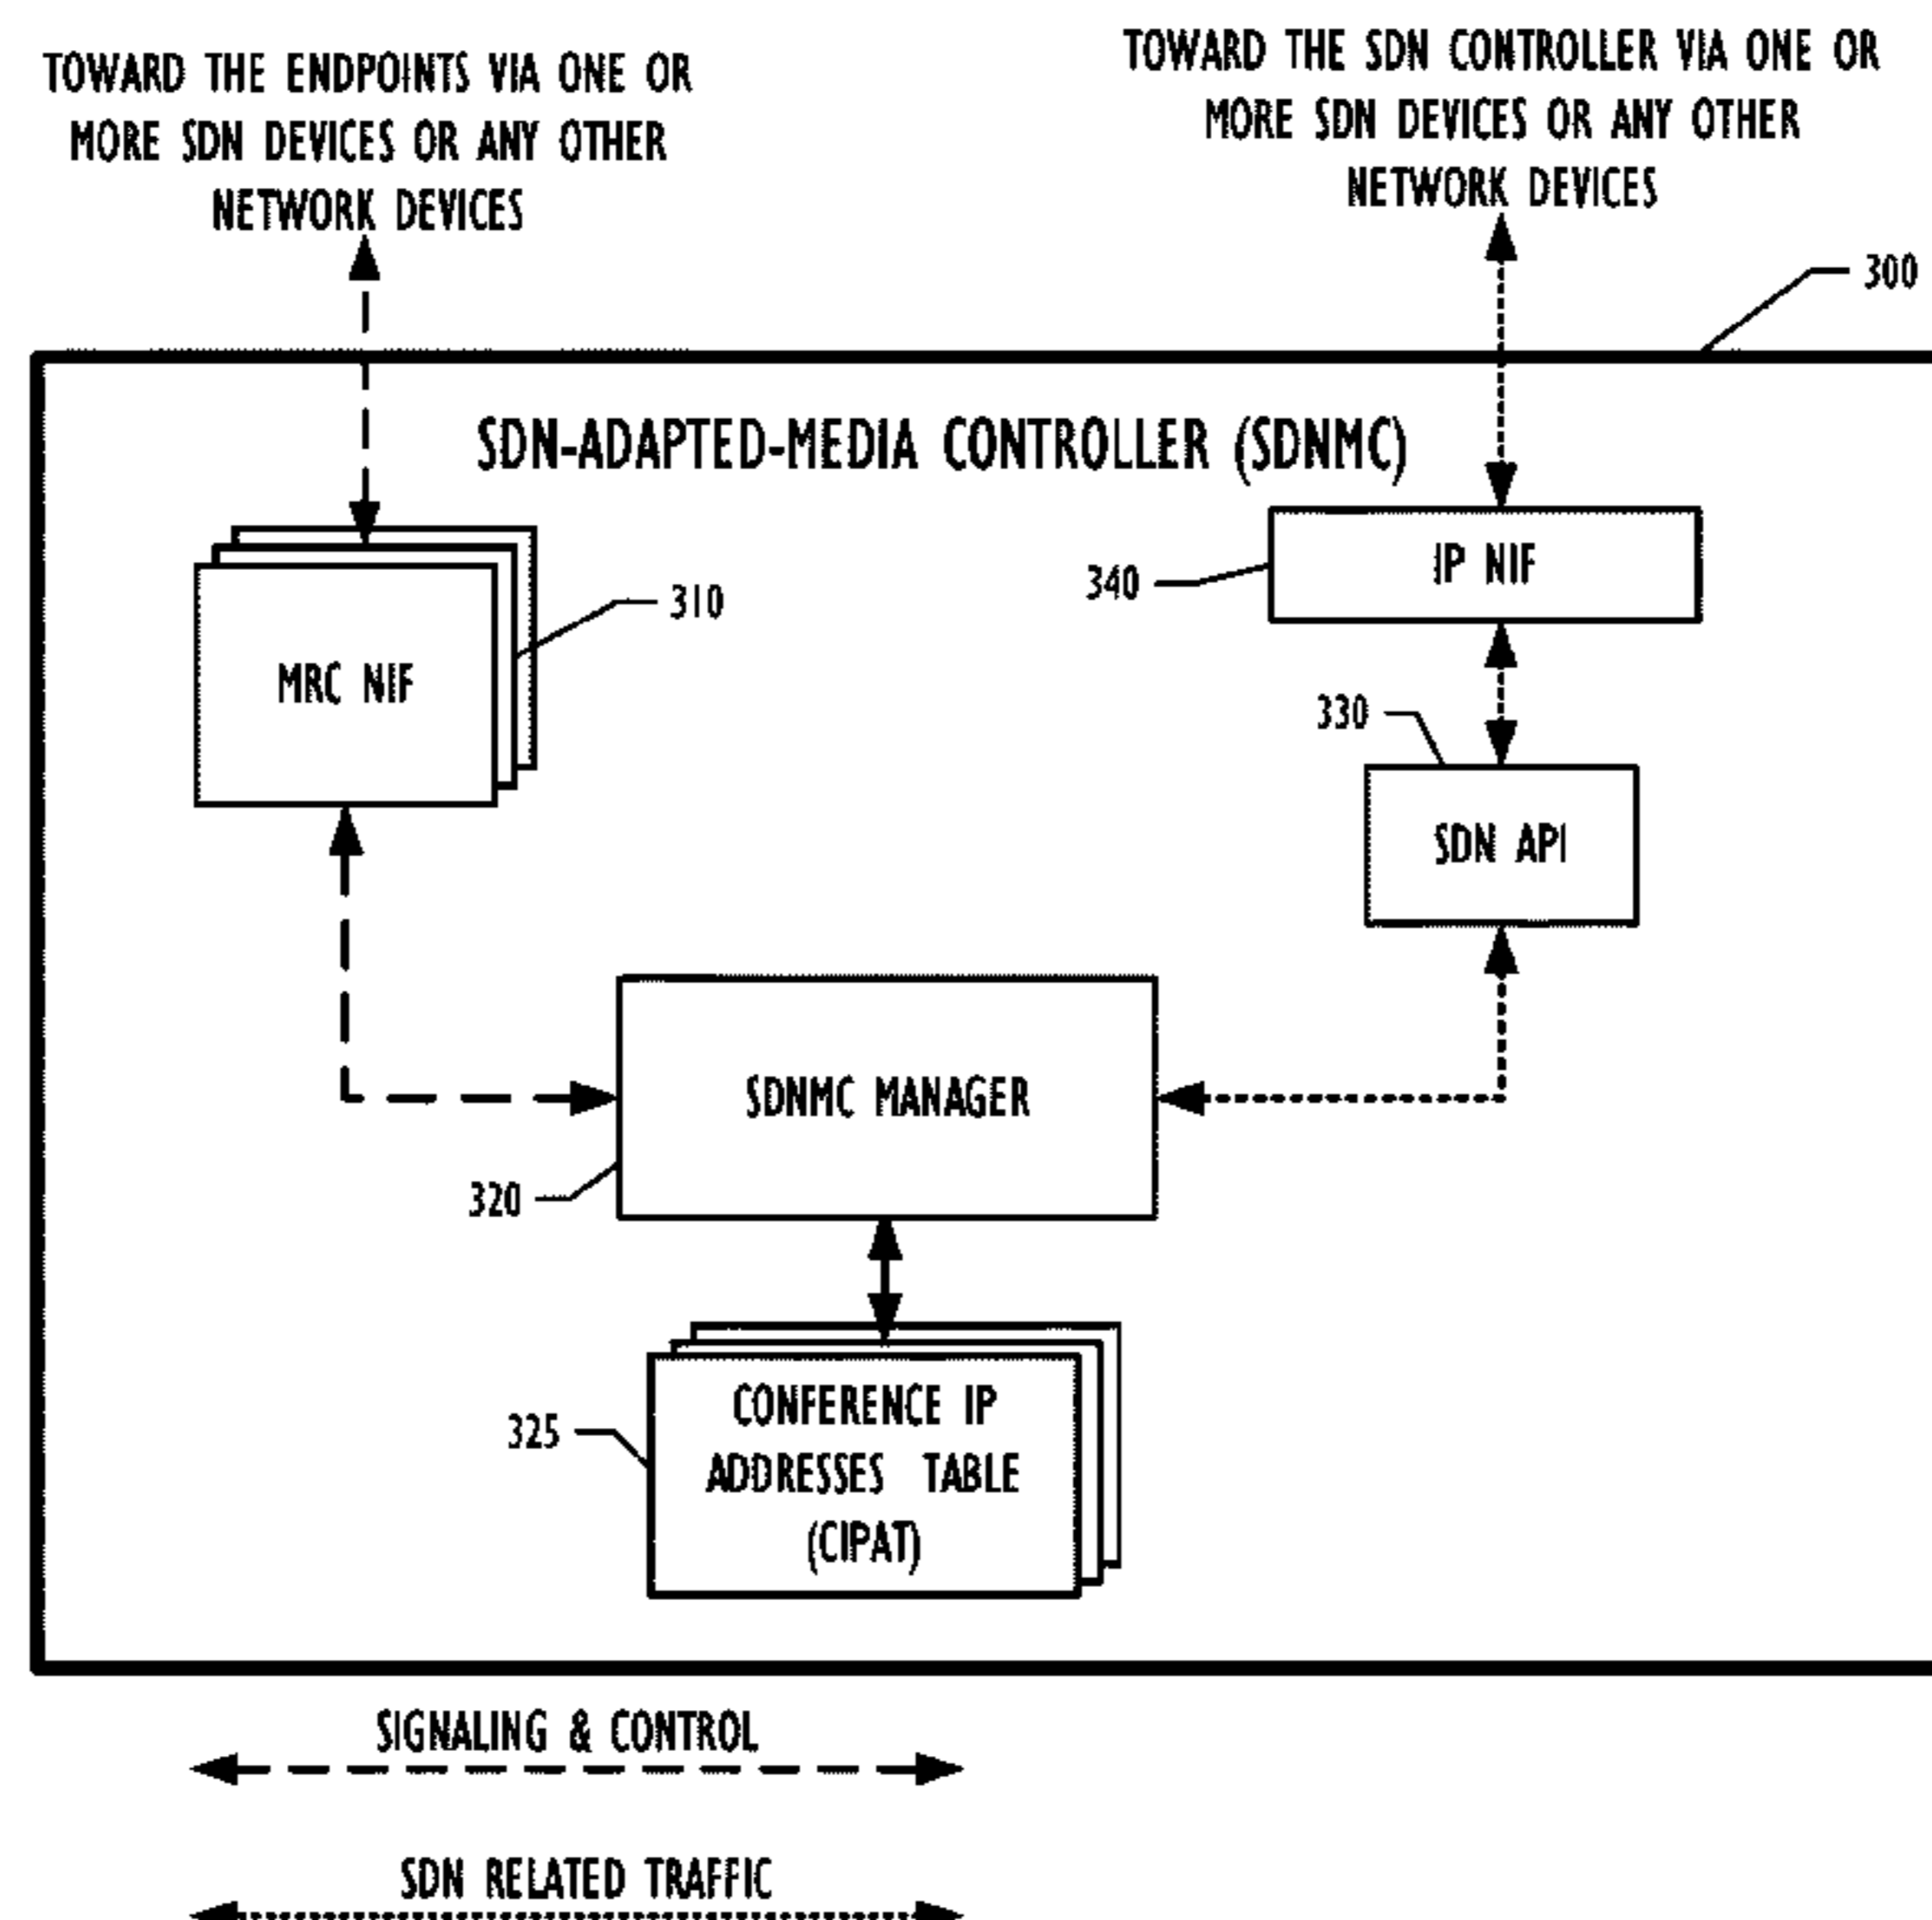 TOWARD THE ENDPOINTS VIA ONE OR
MORE SDN DEVICES OR ANY OTHER
NETWORK DEVICES
TOWARD THE SDN CONTROLLER VIA ONE OR
MORE SDN DEVICES OR ANY OTHER
NETWORK DEVICES
300
SDN-ADAPTED-MEDIA CONTROLLER (SDNMC)
MRC NIF
310
340
IP NIF
330
SDN API
SDNMC MANAGER
320
325
CONFERENCE IP
ADDRESSES TABLE
(CIPAT)
SIGNALING & CONTROL
SDN RELATED TRAFFIC